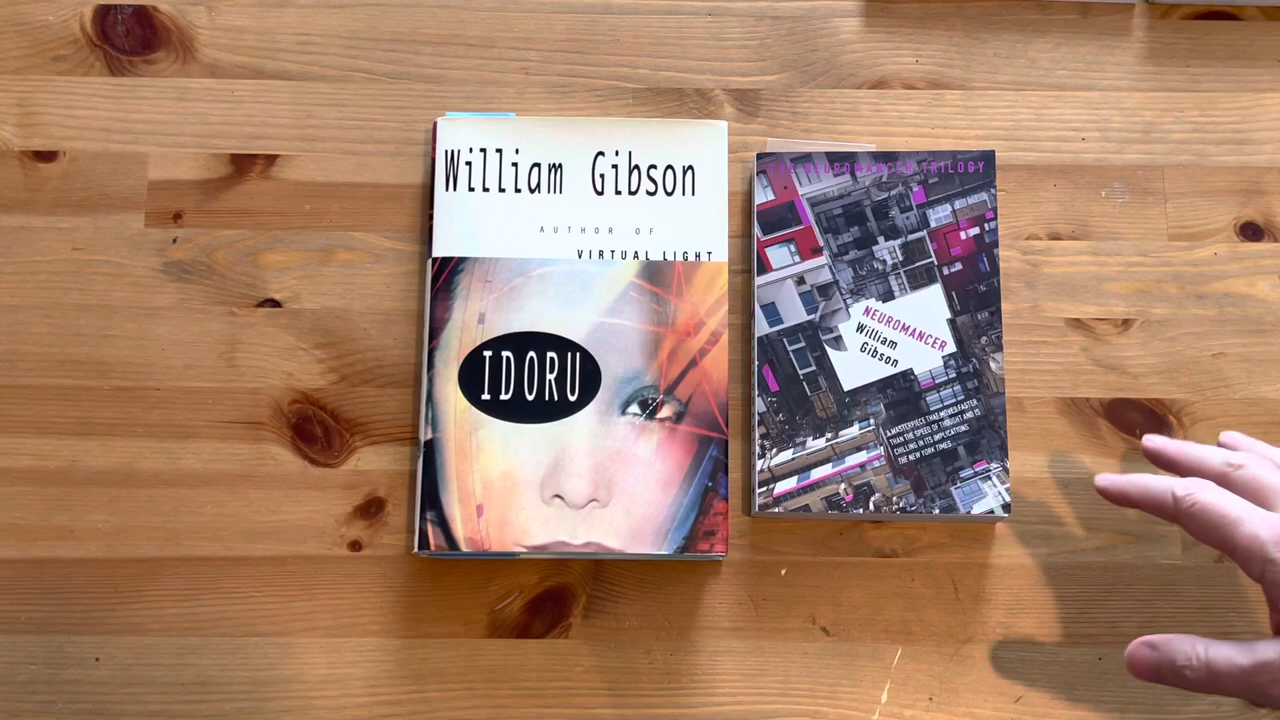 William Gibson
AUTHOR OF
VIRTUAL LIGHT
IDORU
THE NEUROMANCER TRILOGY
NEUROMANCER
William
Gibson
'A MASTERPIECE THAT MOVES FASTER
THAN THE SPEED OF THOUGHT AND IS
CHILLING IN ITS IMPLICATIONS
THE NEW YORK TIMES